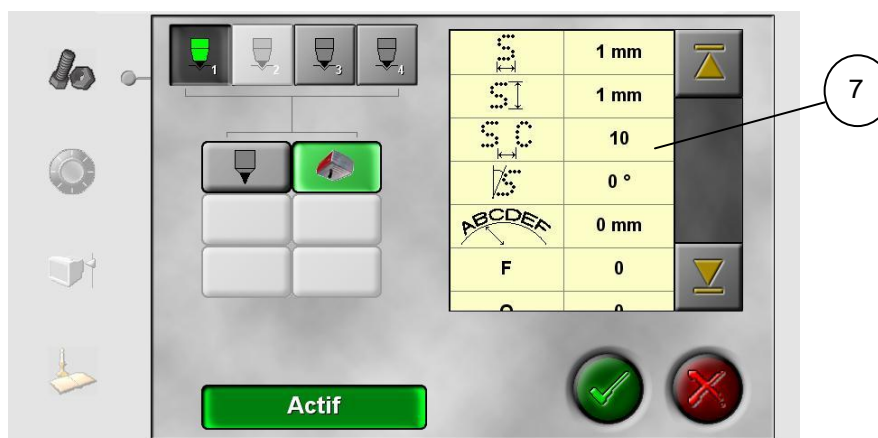 1 2 3 4
S 1 mm
S 1 mm
S C 10
S 0 °
ABCDEF 0 mm
F 0
Actif
7